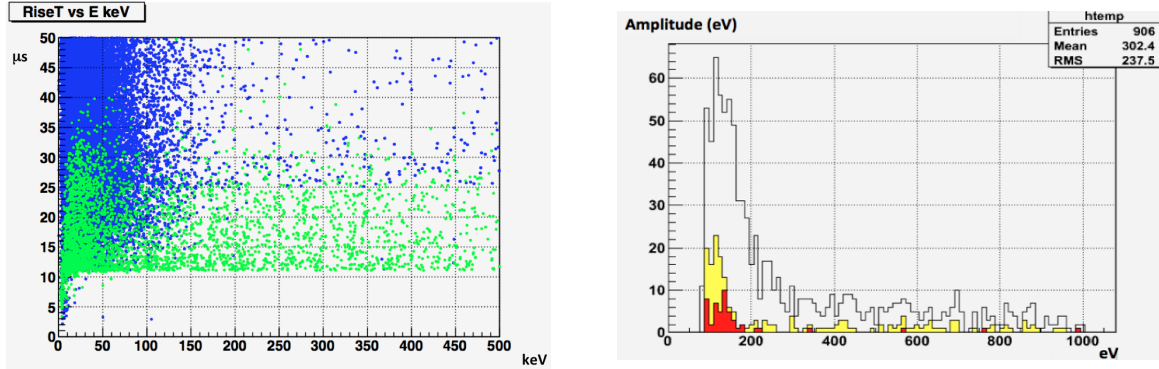 RiseT vs E keV
μs
50
45
40
35
30
25
20
15
10
5
0
0 50 100 150 200 250 300 350 400 450 500
keV
Amplitude (eV)
htemp
Entries 906
Mean 302.4
RMS 237.5
60
50
40
30
20
10
0
0 200 400 600 800 1000
eV